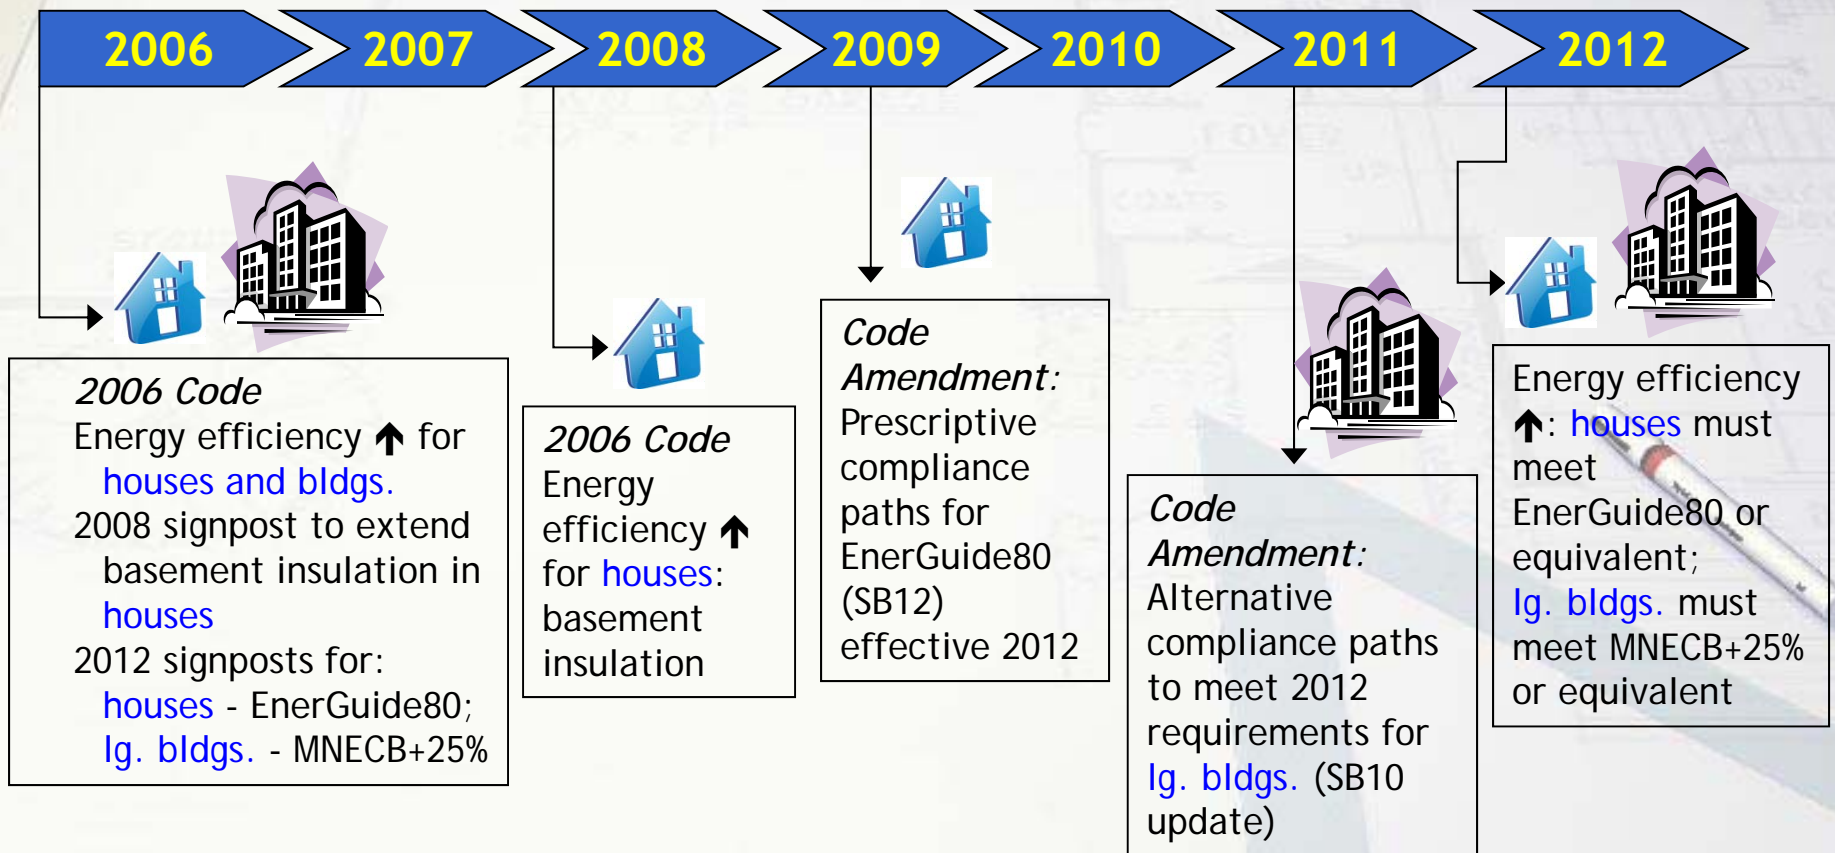 2006 2007 2008 2009 2010 2011 2012
2006 Code
Energy efficiency ↑ for
houses and bldgs.
2008 signpost to extend
basement insulation in
houses
2012 signposts for:
houses - EnerGuide80;
lg. bldgs. - MNECB+25%
2006 Code
Energy
efficiency ↑
for houses:
basement
insulation
Code
Amendment:
Prescriptive
compliance
paths for
EnerGuide80
(SB12)
effective 2012
Code
Amendment:
Alternative
compliance paths
to meet 2012
requirements for
lg. bldgs. (SB10
update)
Energy efficiency
↑: houses must
meet
EnerGuide80 or
equivalent;
lg. bldgs. must
meet MNECB+25%
or equivalent
FOYER
COATS
UP